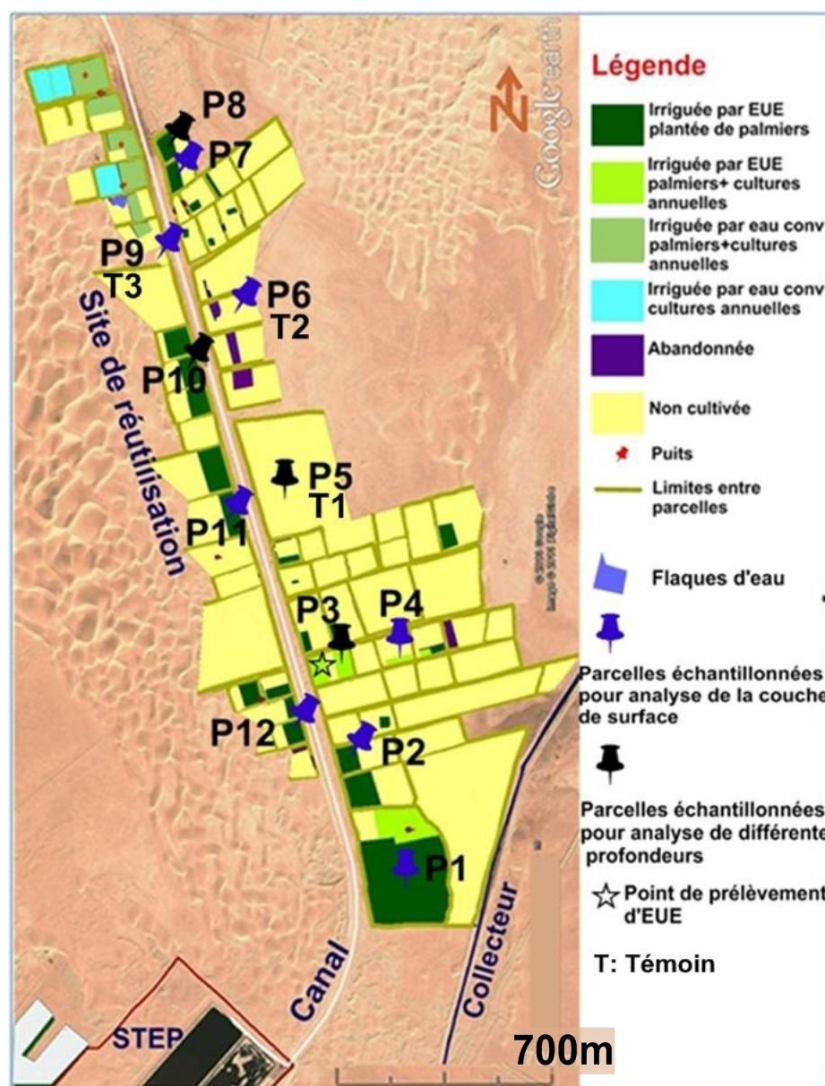 P8
P7
P9
T3
P6
T2
P10
P5
T1
P11
P3
P4
P12
P2
P1
Site de réutilisation
Canal
Collecteur
STEP
700m
N
Google earth
Légende
Irriguée par EUE
plantée de palmiers
Irriguée par EUE
palmiers+ cultures
annuelles
Irriguée par eau conv
palmiers+cultures
annuelles
Irriguée par eau conv
cultures annuelles
Abandonnée
Non cultivée
Puits
Limites entre
parcelles
Flaques d'eau
Parcelles échantillonnées
pour analyse de la couche
de surface
Parcelles échantillonnées
pour analyse de différente
profondeurs
Point de prélèvement
d'EUE
T: Témoin